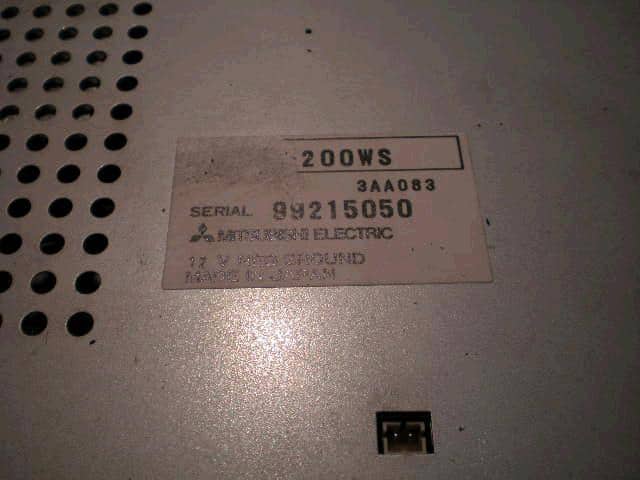 200WS
3AA083
SERIAL 99215050
MITSUBISHI ELECTRIC
12 V NEG GROUND
MADE IN JAPAN